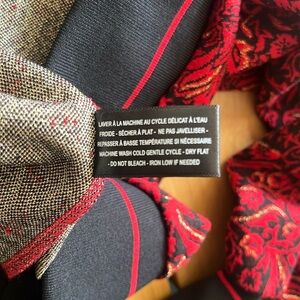 LAVER À LA MACHINE AU CYCLE DÉLICAT À L'EAU
FROIDE - SÉCHER À PLAT - NE PAS JAVELLISER -
REPASSER À BASSE TEMPÉRATURE SI NÉCESSAIRE
MACHINE WASH COLD GENTLE CYCLE - DRY FLAT
- DO NOT BLEACH - IRON LOW IF NEEDED